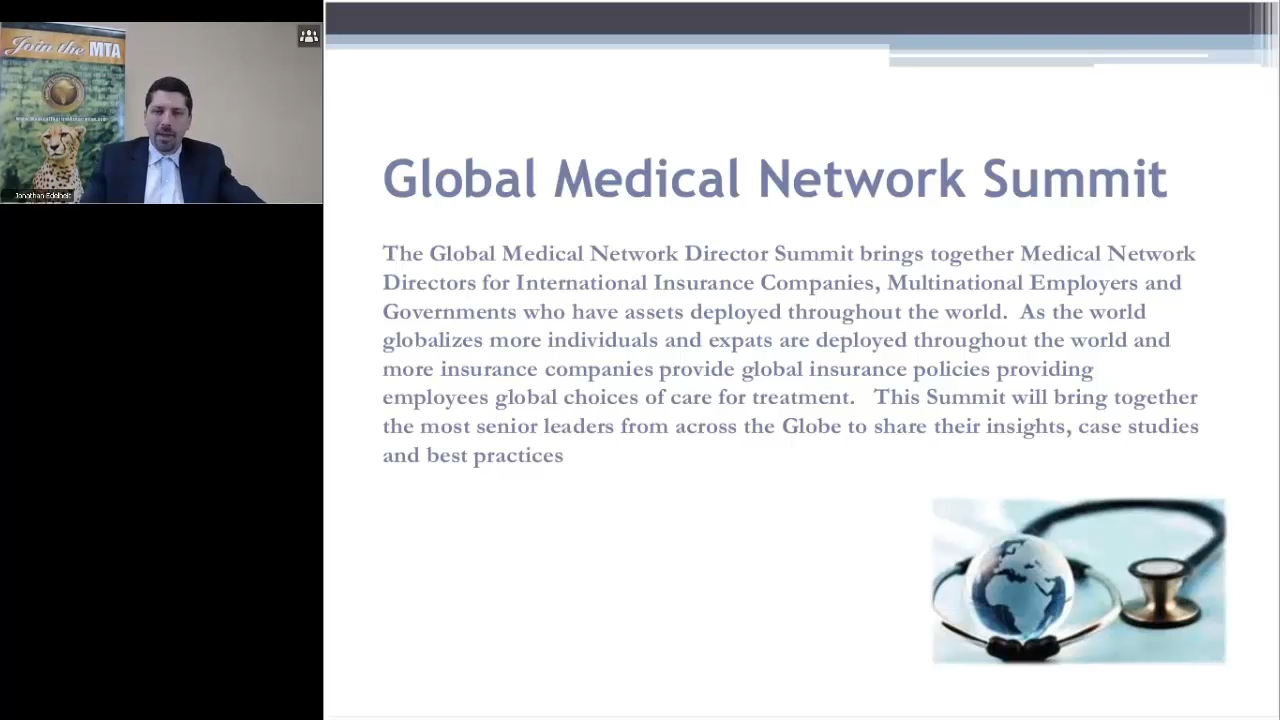 Join the MTA
Jonathan Edelheit
Global Medical Network Summit
The Global Medical Network Director Summit brings together Medical Network
Directors for International Insurance Companies, Multinational Employers and
Governments who have assets deployed throughout the world.  As the world
globalizes more individuals and expats are deployed throughout the world and
more insurance companies provide global insurance policies providing
employees global choices of care for treatment.   This Summit will bring together
the most senior leaders from across the Globe to share their insights, case studies
and best practices